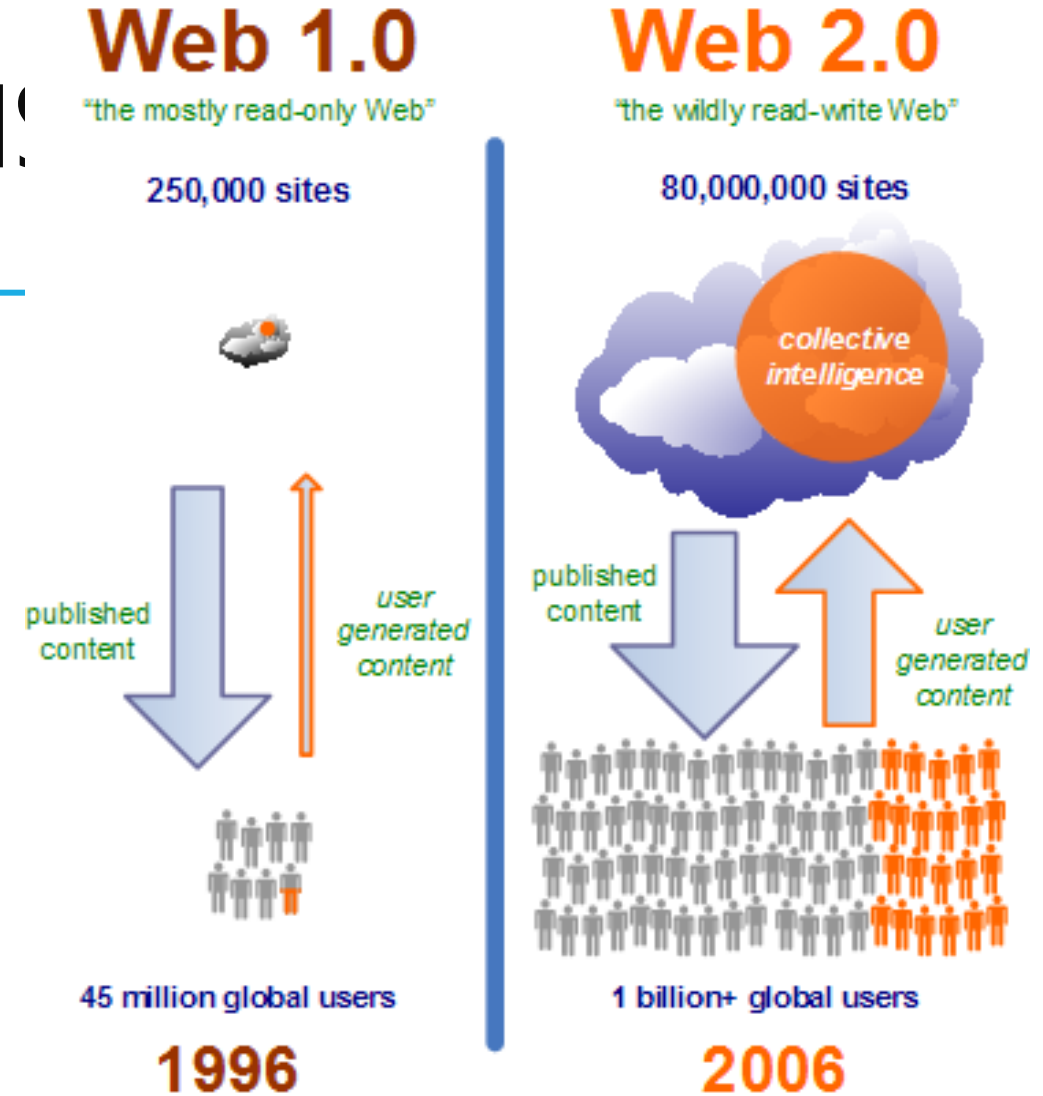 Web 1.0
“the mostly read-only Web”
250,000 sites
published
content
user
generated
content
45 million global users
1996
Web 2.0
“the wildly read-write Web”
80,000,000 sites
collective
intelligence
published
content
user
generated
content
1 billion+ global users
2006